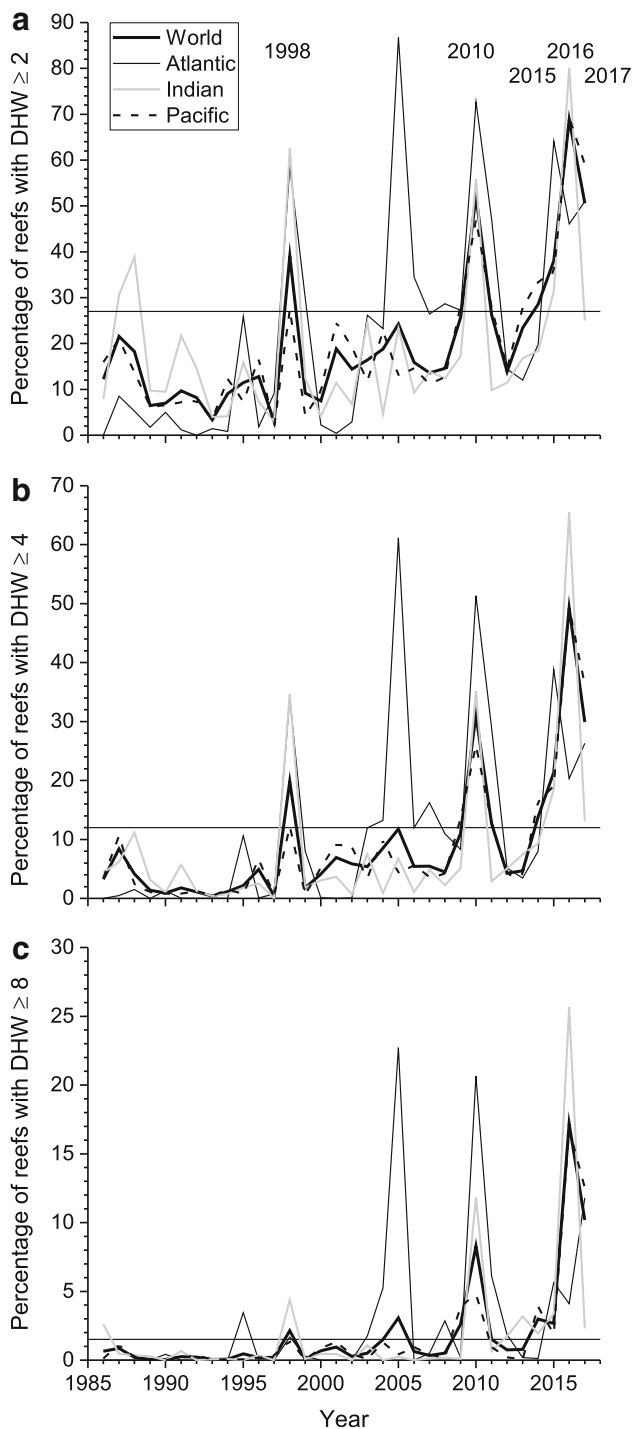 a
Percentage of reefs with DHW ≥ 2
90
80
70
60
50
40
30
20
10
0
World
Atlantic
Indian
Pacific
1998
2010
2016
2015
2017
b
Percentage of reefs with DHW ≥ 4
70
60
50
40
30
20
10
0
c
Percentage of reefs with DHW ≥ 8
30
25
20
15
10
5
0
1985 1990 1995 2000 2005 2010 2015
Year